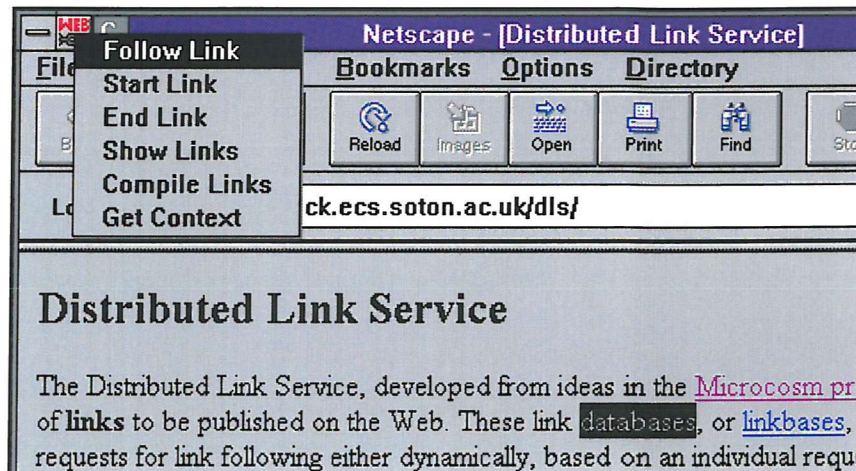 WEB
Netscape - [Distributed Link Service]
Follow Link
Start Link
End Link
Show Links
Compile Links
Get Context
File Bookmarks Options Directory
Reload Images Open Print Find
ck.ecs.soton.ac.uk/dls/
Distributed Link Service
The Distributed Link Service, developed from ideas in the Microcosm pr
of links to be published on the Web. These link databases, or linkbases,
requests for link following either dynamically, based on an individual requ